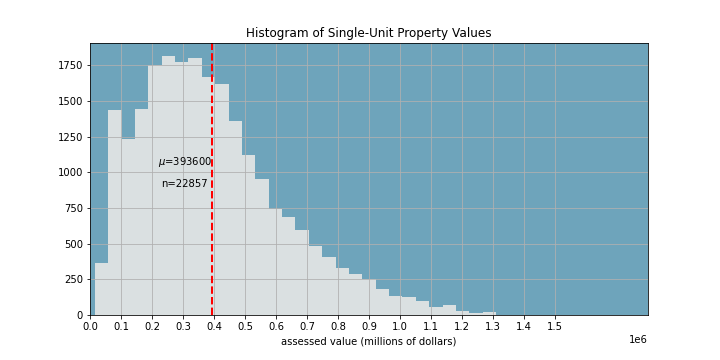 Histogram of Single-Unit Property Values
1750
1500
1250
1000
750
500
250
0
μ=393600
n=22857
0.0 0.1 0.2 0.3 0.4 0.5 0.6 0.7 0.8 0.9 1.0 1.1 1.2 1.3 1.4 1.5
1e6
assessed value (millions of dollars)